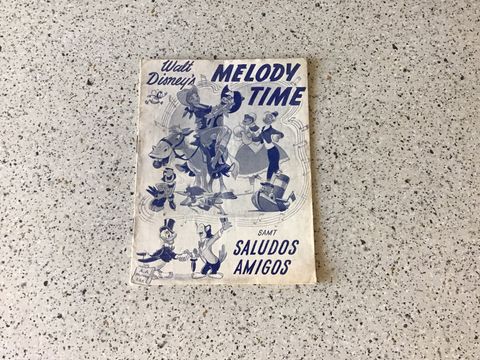 Walt
Disney's
MELODY
TIME
SAMT
SALUDOS
AMIGOS